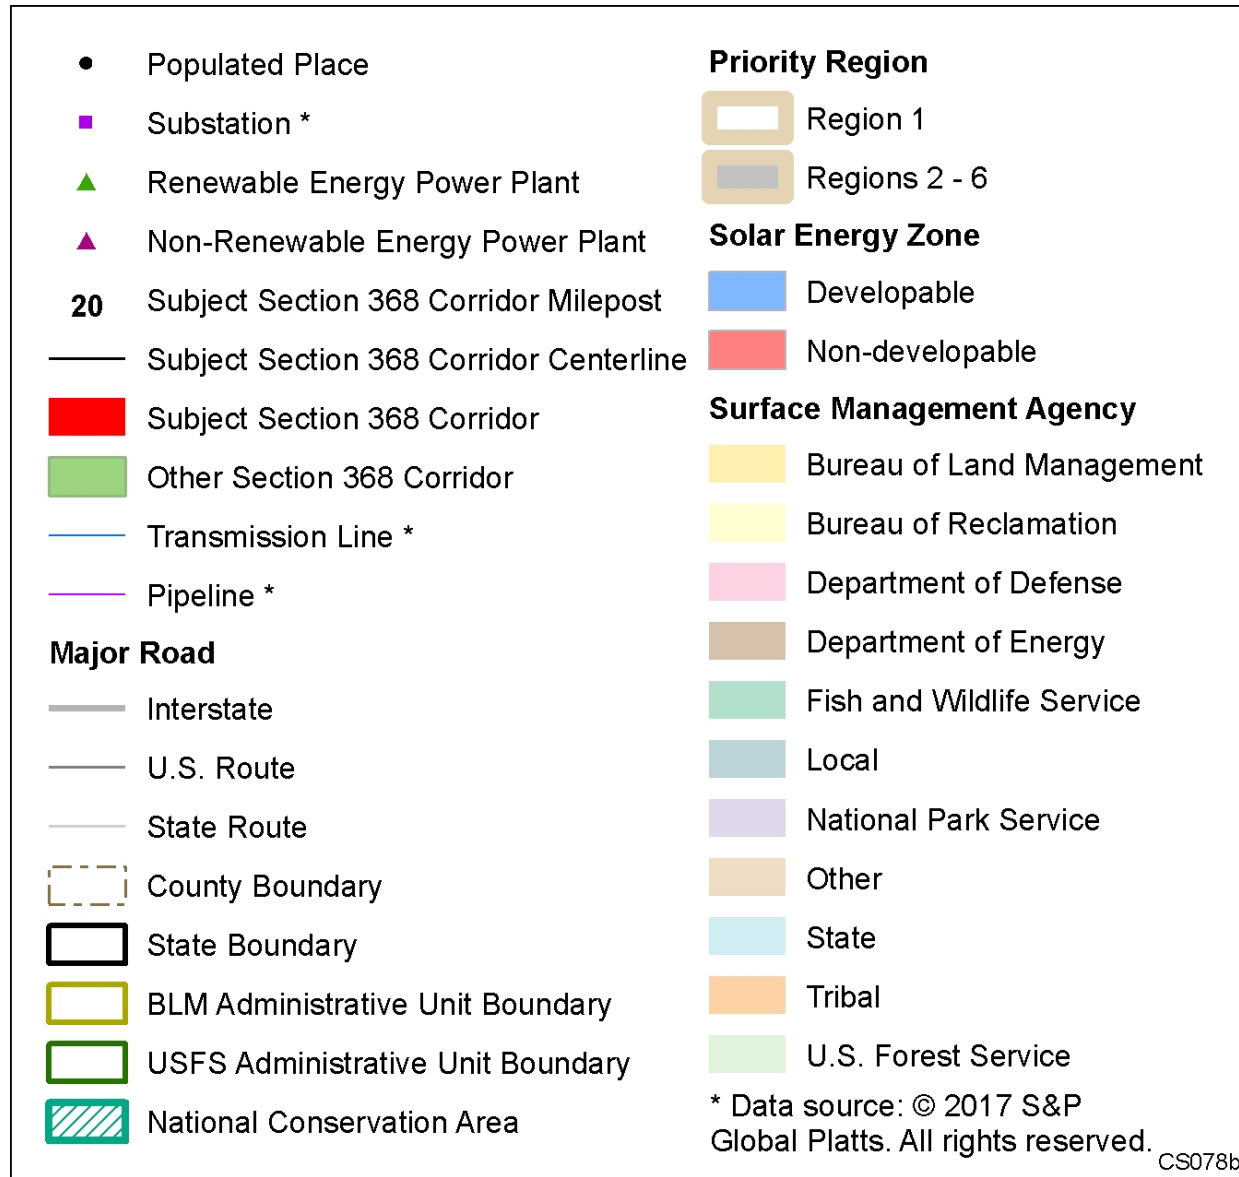 Populated Place
Substation *
Renewable Energy Power Plant
Non-Renewable Energy Power Plant
20 Subject Section 368 Corridor Milepost
Subject Section 368 Corridor Centerline
Subject Section 368 Corridor
Other Section 368 Corridor
Transmission Line *
Pipeline *
Major Road
Interstate
U.S. Route
State Route
County Boundary
State Boundary
BLM Administrative Unit Boundary
USFS Administrative Unit Boundary
National Conservation Area
Priority Region
Region 1
Regions 2 - 6
Solar Energy Zone
Developable
Non-developable
Surface Management Agency
Bureau of Land Management
Bureau of Reclamation
Department of Defense
Department of Energy
Fish and Wildlife Service
Local
National Park Service
Other
State
Tribal
U.S. Forest Service
* Data source: © 2017 S&P
Global Platts. All rights reserved.
CS078b